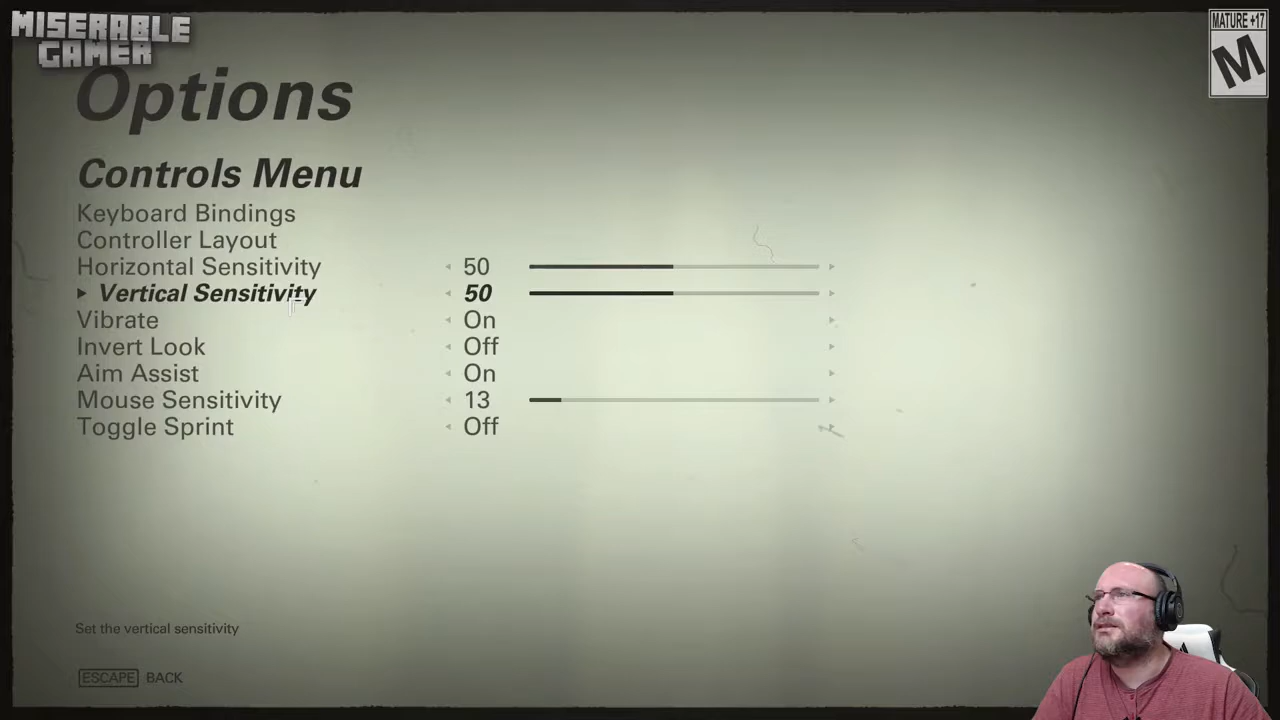 MISERABLE
GAMER
MATURE +17
M
Options
Controls Menu
Keyboard Bindings
Controller Layout
Horizontal Sensitivity 50
Vertical Sensitivity 50
Vibrate On
Invert Look Off
Aim Assist On
Mouse Sensitivity 13
Toggle Sprint Off
Set the vertical sensitivity
ESCAPE BACK